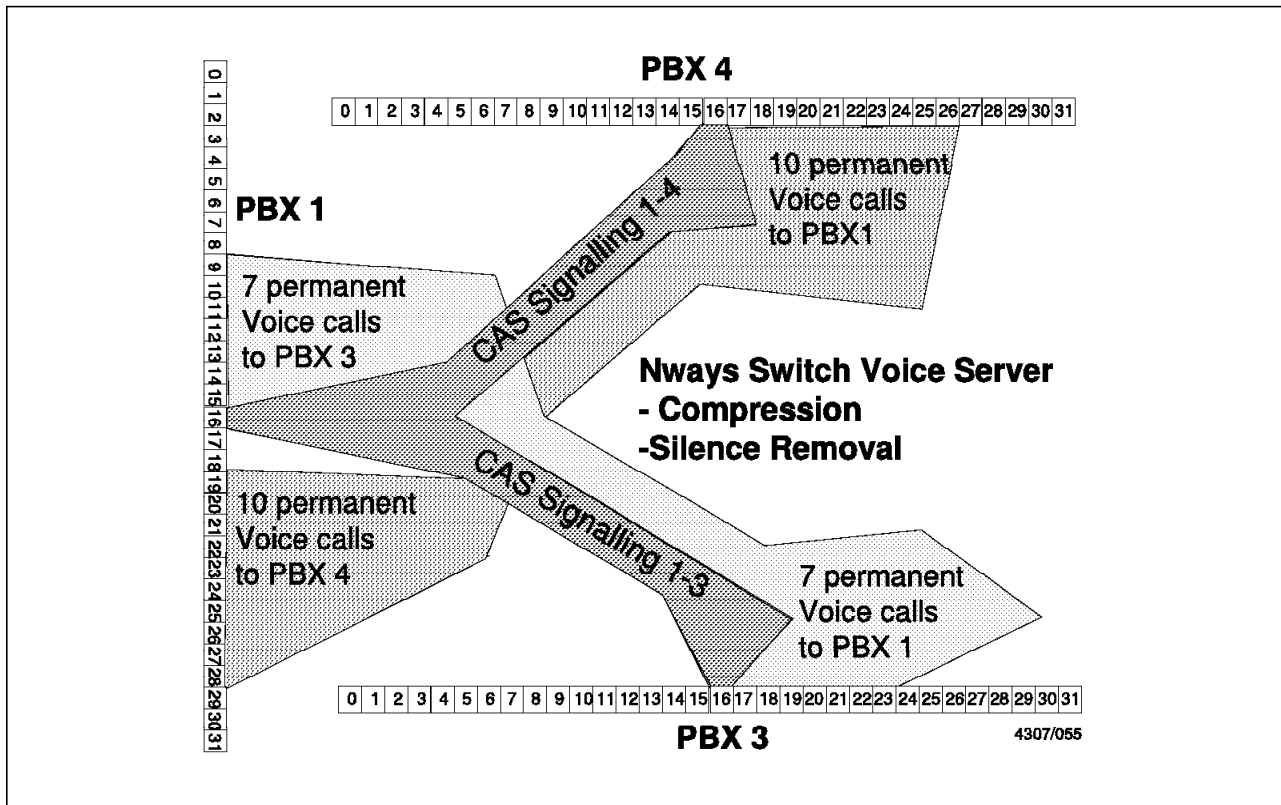 PBX 4
0 1 2 3 4 5 6 7 8 9 10 11 12 13 14 15 16 17 18 19 20 21 22 23 24 25 26 27 28 29 30 31
0 1 2 3 4 5 6 7 8 9 10 11 12 13 14 15 16 17 18 19 20 21 22 23 24 25 26 27 28 29 30 31
PBX 1
10 permanent
Voice calls
to PBX1
CAS Signalling 1-4
7 permanent
Voice calls
to PBX 3
Nways Switch Voice Server
- Compression
-Silence Removal
CAS Signalling 1-3
10 permanent
Voice calls
to PBX 4
7 permanent
Voice calls
to PBX 1
0 1 2 3 4 5 6 7 8 9 10 11 12 13 14 15 16 17 18 19 20 21 22 23 24 25 26 27 28 29 30 31
PBX 3
4307/055